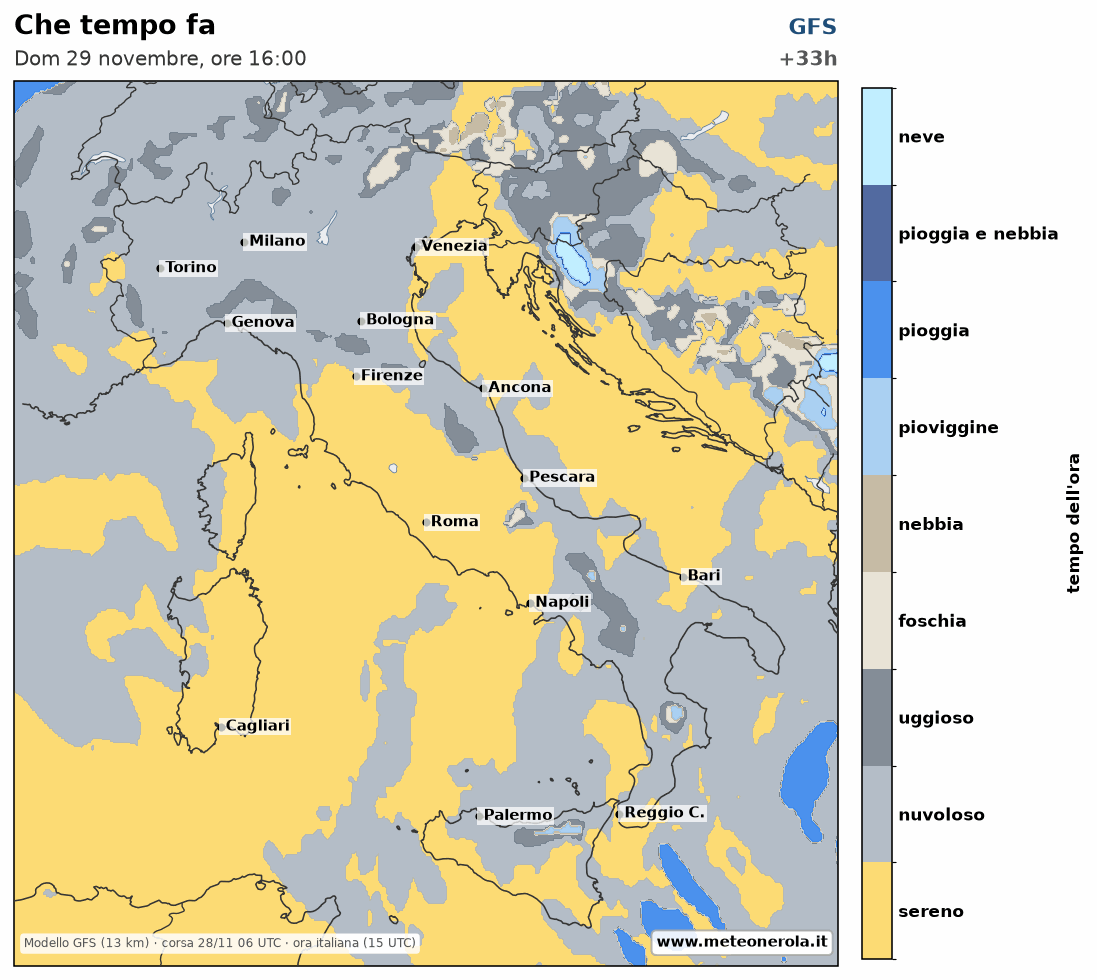 Che tempo fa
GFS
Dom 29 novembre, ore 16:00
+33h
Milano
Venezia
Torino
Genova
Bologna
Firenze
Ancona
Pescara
Roma
Bari
Napoli
Cagliari
Palermo
Reggio C.
neve
pioggia e nebbia
pioggia
pioviggine
nebbia
foschia
uggioso
nuvoloso
sereno
tempo dell'ora
Modello GFS (13 km) · corsa 28/11 06 UTC · ora italiana (15 UTC)
www.meteonerola.it